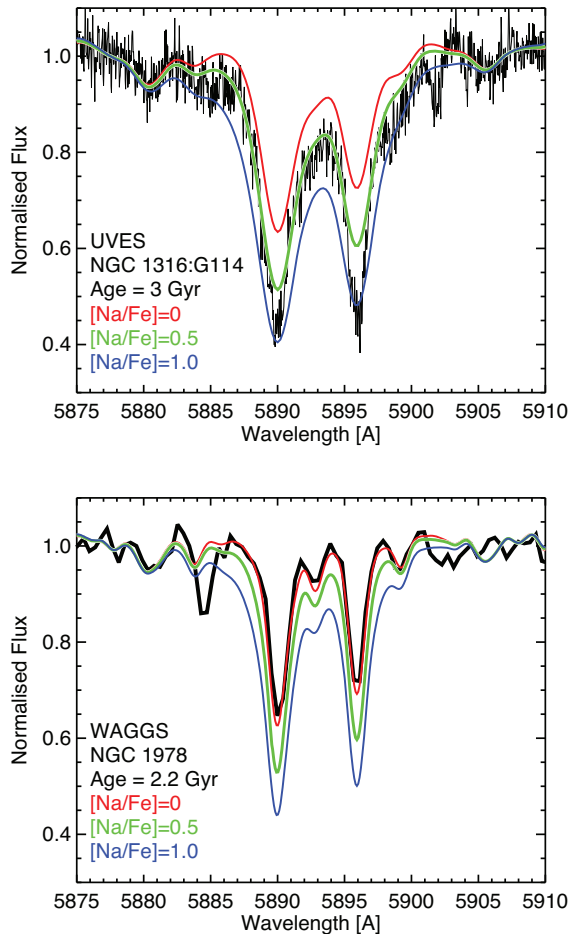 1.0
0.8
0.6
0.4
Normalised Flux
UVES
NGC 1316:G114
Age = 3 Gyr
[Na/Fe]=0
[Na/Fe]=0.5
[Na/Fe]=1.0
5875 5880 5885 5890 5895 5900 5905 5910
Wavelength [A]
1.0
0.8
0.6
0.4
Normalised Flux
WAGGS
NGC 1978
Age = 2.2 Gyr
[Na/Fe]=0
[Na/Fe]=0.5
[Na/Fe]=1.0
5875 5880 5885 5890 5895 5900 5905 5910
Wavelength [A]